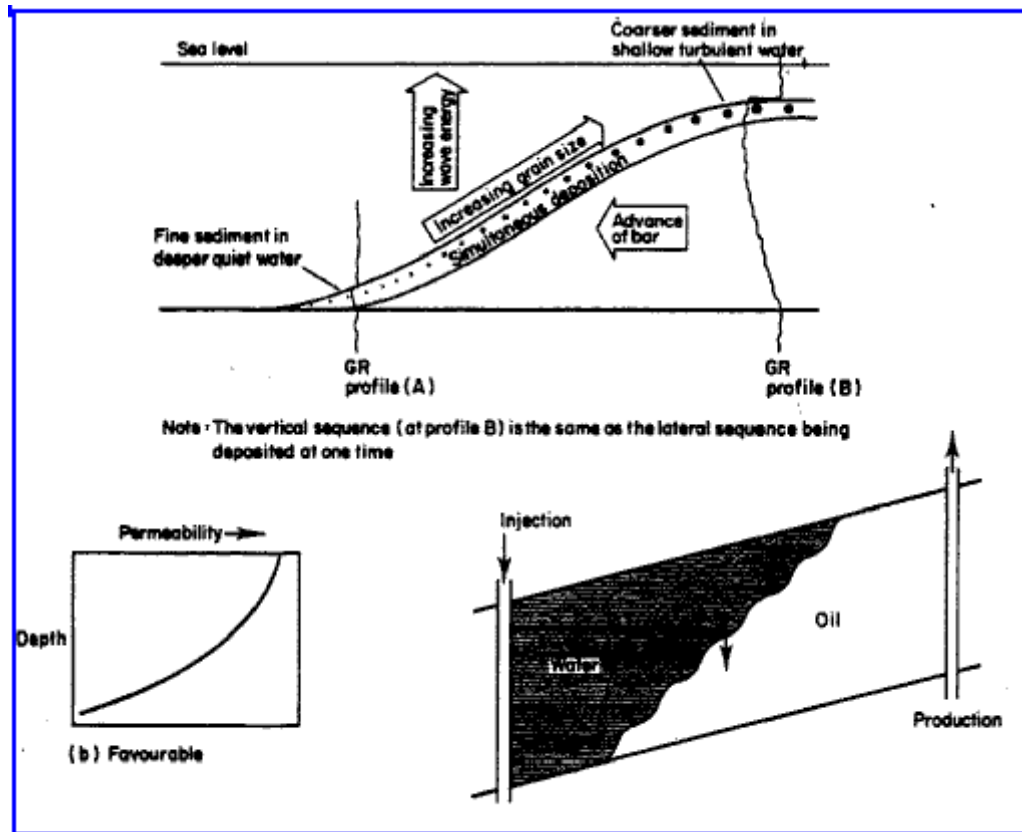 Sea level
Coarser sediment in
shallow turbulent water
Increasing
wave energy
Increasing grain size
Simultaneous deposition
Advance
of bar
Fine sediment in
deeper quiet water
GR
profile (A)
GR
profile (B)
Note · The vertical sequence (at profile B) is the same as the lateral sequence being
deposited at one time
Permeability
Depth
(b) Favourable
Injection
Water
Oil
Production